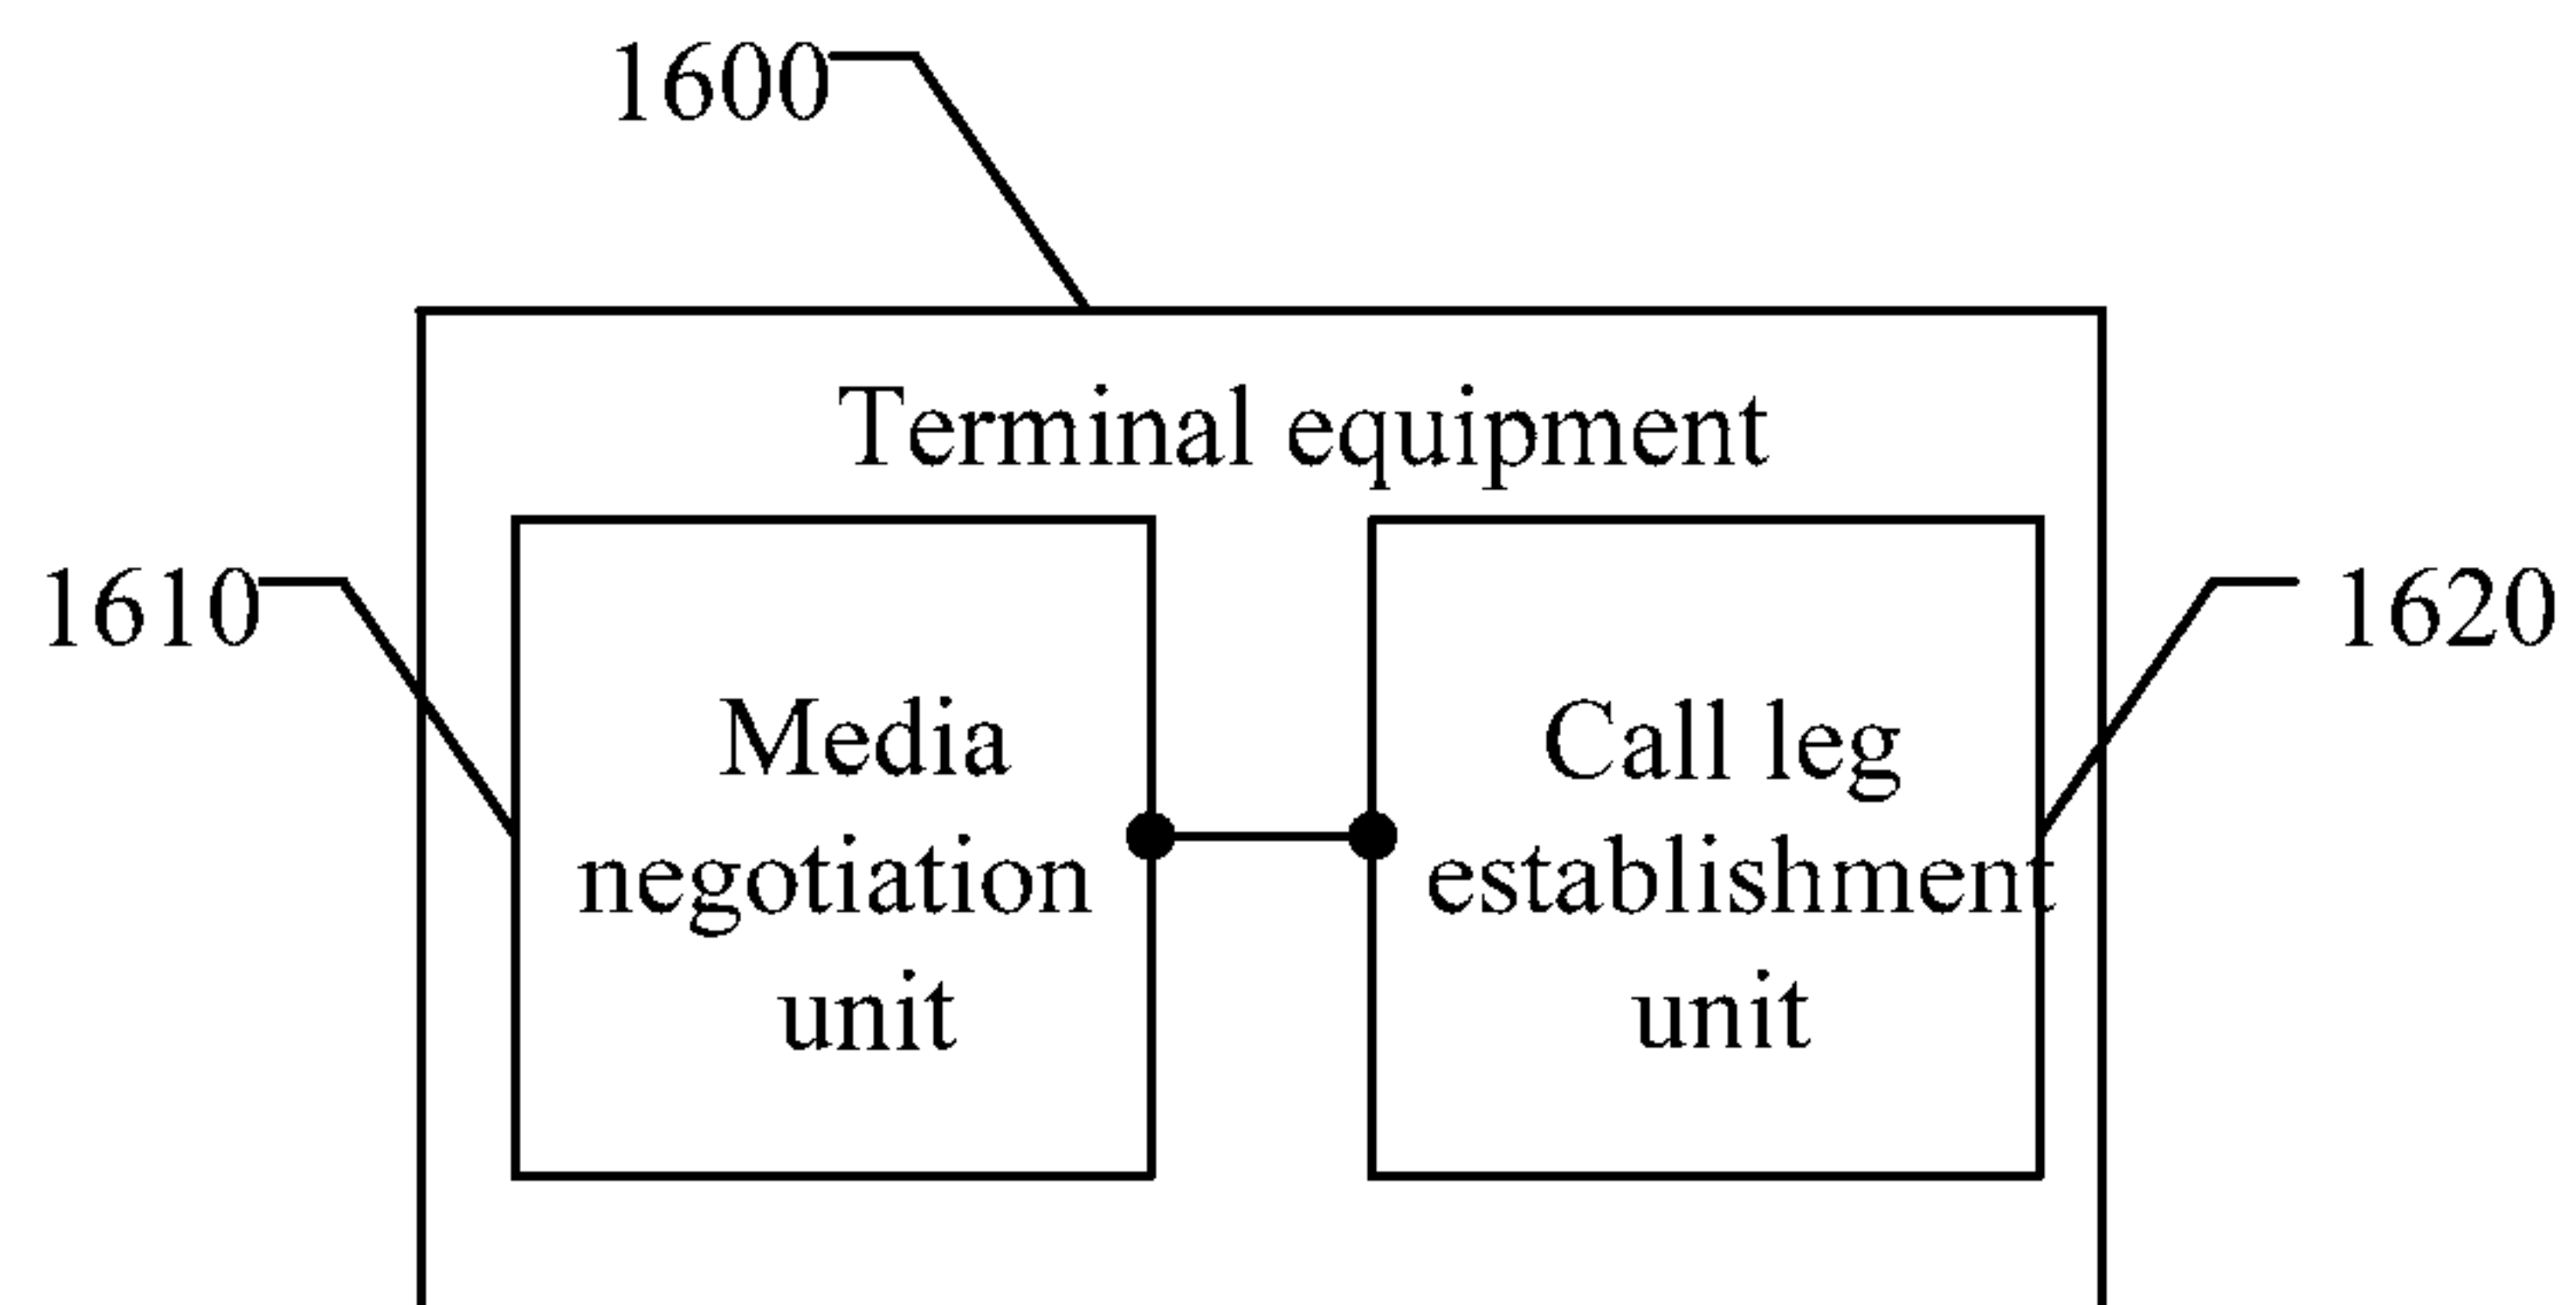 1600
Terminal equipment
1610
1620
Media
negotiation
unit
Call leg
establishment
unit